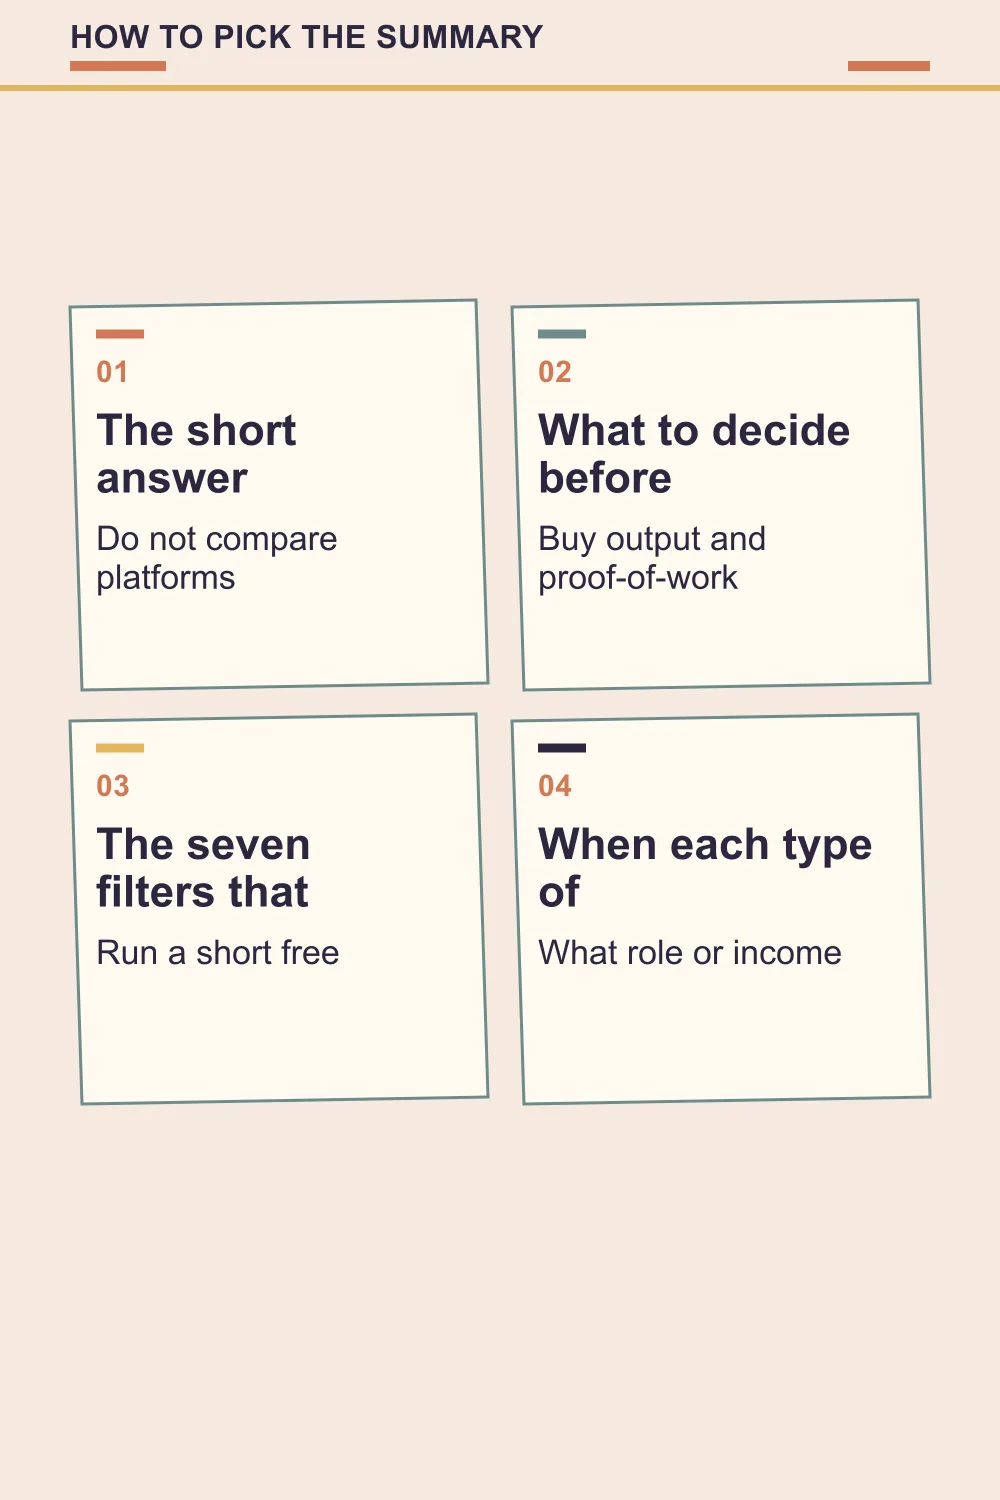 HOW TO PICK THE SUMMARY
01
The short
answer
Do not compare
platforms
02
What to decide
before
Buy output and
proof-of-work
03
The seven
filters that
Run a short free
04
When each type
of
What role or income